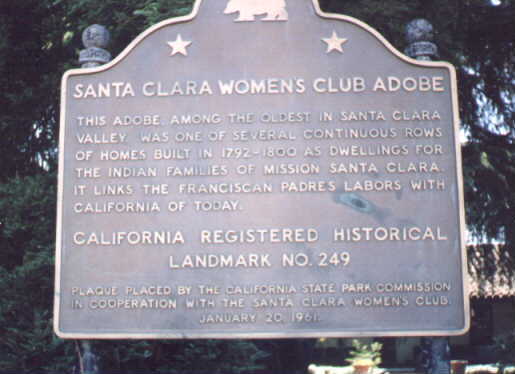 SANTA CLARA WOMEN'S CLUB ADOBE
THIS ADOBE, AMONG THE OLDEST IN SANTA CLARA
VALLEY, WAS ONE OF SEVERAL CONTINUOUS ROWS
OF HOMES BUILT IN 1792-1800 AS DWELLINGS FOR
THE INDIAN FAMILIES OF MISSION SANTA CLARA.
IT LINKS THE FRANCISCAN PADRES LABORS WITH
CALIFORNIA OF TODAY.
CALIFORNIA REGISTERED HISTORICAL
LANDMARK NO. 249
PLAQUE PLACED BY THE CALIFORNIA STATE PARK COMMISSION
IN COOPERATION WITH THE SANTA CLARA WOMEN'S CLUB.
JANUARY 20, 1961.